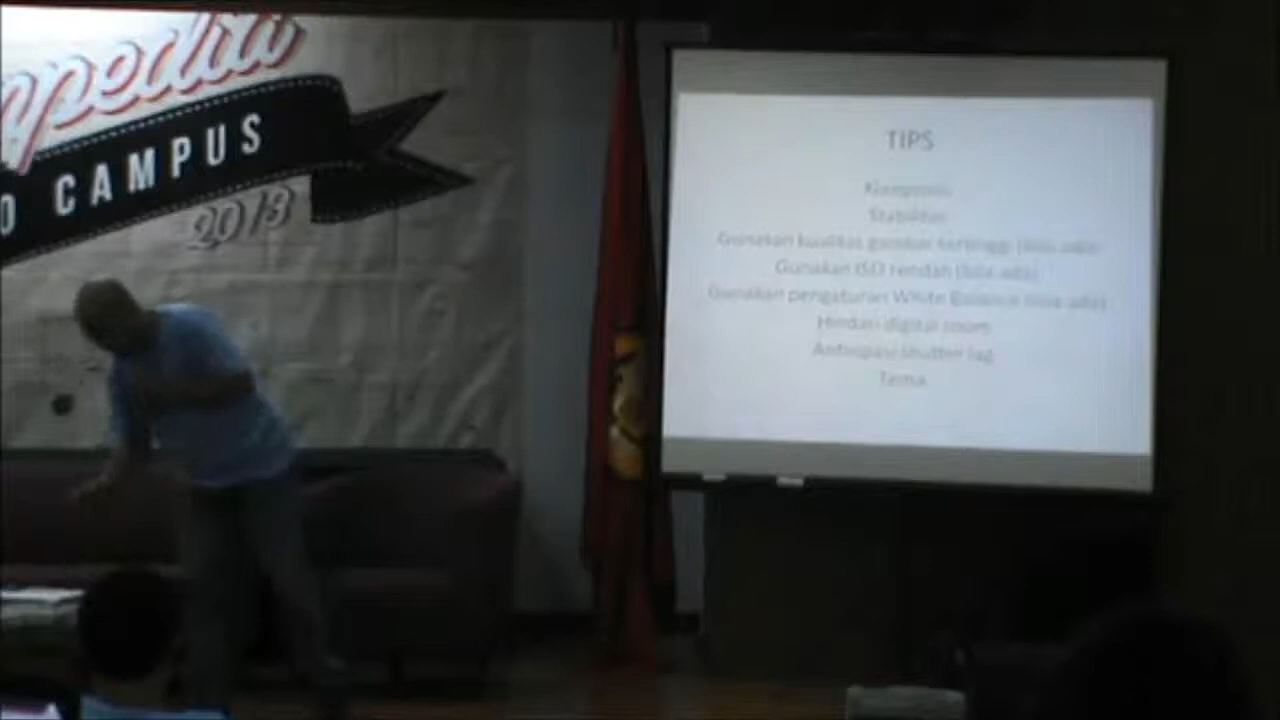 pedia
O CAMPUS
2013
TIPS
Komposisi
Stabilitas
Gunakan kualitas gambar tertinggi (bila ada)
Gunakan ISO rendah (bila ada)
Gunakan pengaturan White Balance (bila ada)
Hindari digital zoom
Antisipasi shutter lag
Tema